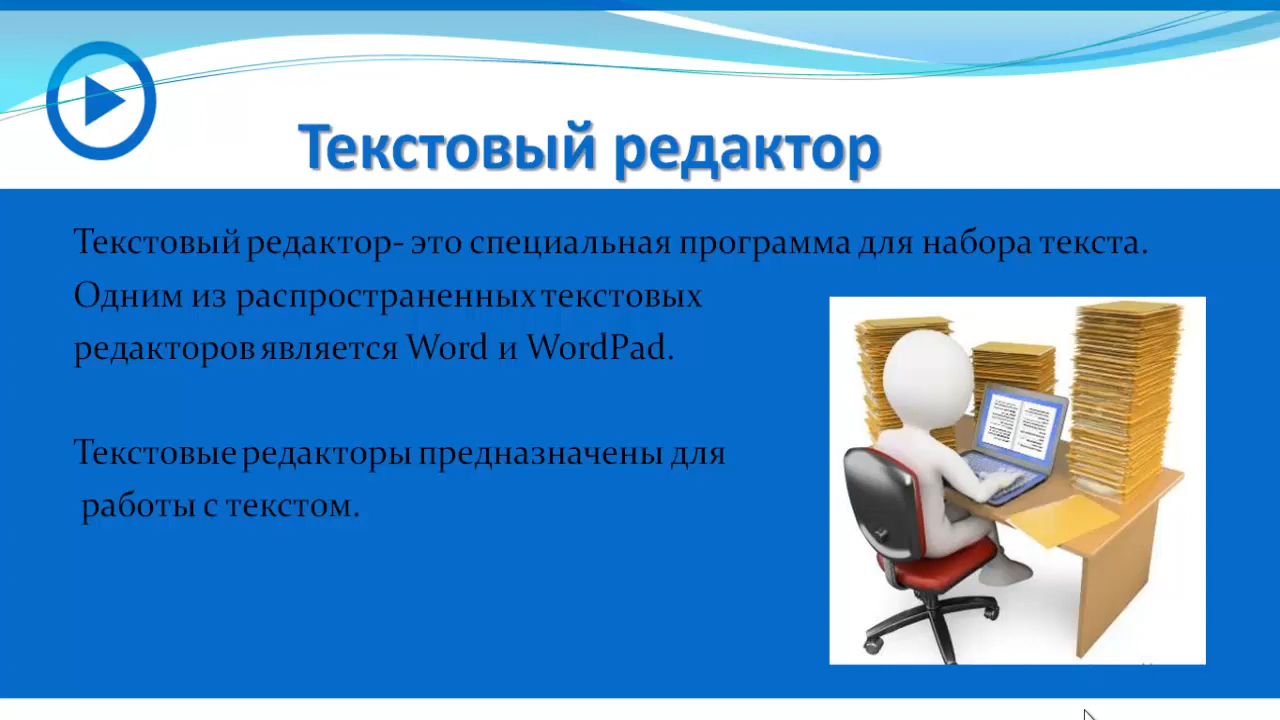 Текстовый редактор
Текстовый редактор- это специальная программа для набора текста.
Одним из распространенных текстовых
редакторов является Word и WordPad.
Текстовые редакторы предназначены для
работы с текстом.